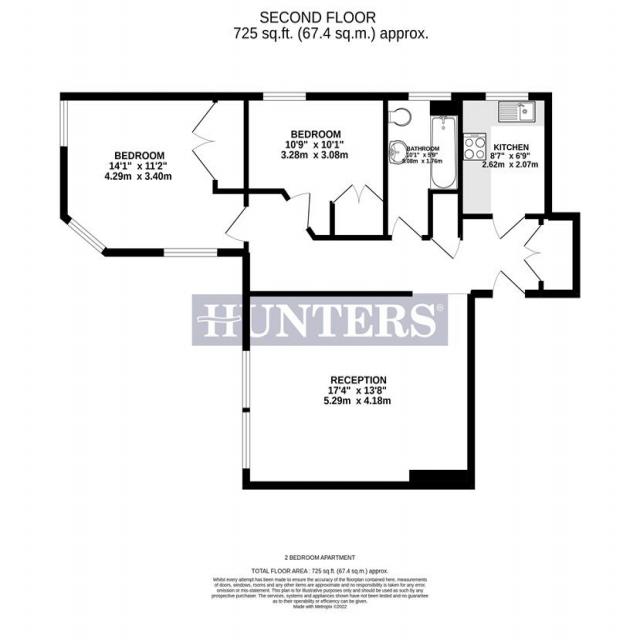 SECOND FLOOR
725 sq.ft. (67.4 sq.m.) approx.
BEDROOM
14'1" x 11'2"
4.29m x 3.40m
BEDROOM
10'9" x 10'1"
3.28m x 3.08m
BATHROOM
10'1" x 5'9"
3.08m x 1.76m
KITCHEN
8'7" x 6'9"
2.62m x 2.07m
HUNTERS®
RECEPTION
17'4" x 13'8"
5.29m x 4.18m
2 BEDROOM APARTMENT
TOTAL FLOOR AREA : 725 sq.ft. (67.4 sq.m.) approx.
Whilst every attempt has been made to ensure the accuracy of the floorplan contained here, measurements
of doors, windows, rooms and any other items are approximate and no responsibility is taken for any error,
omission or mis-statement. This plan is for illustrative purposes only and should be used as such by any
prospective purchaser. The services, systems and appliances shown have not been tested and no guarantee
as to their operability or efficiency can be given.
Made with Metropix ©2022